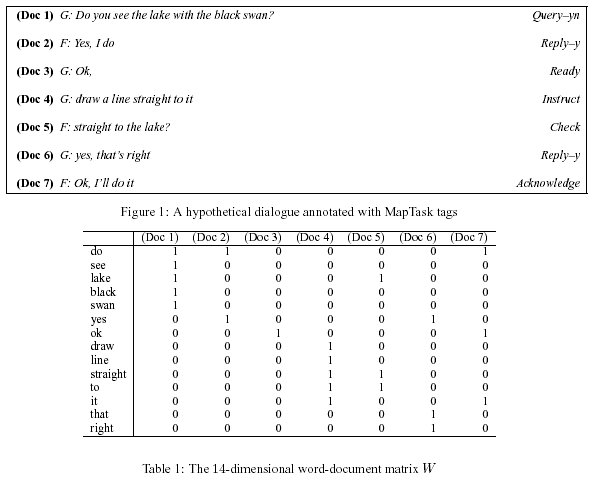 (Doc 1) G: Do you see the lake with the black swan? Query–yn
(Doc 2) F: Yes, I do Reply–y
(Doc 3) G: Ok, Ready
(Doc 4) G: draw a line straight to it Instruct
(Doc 5) F: straight to the lake? Check
(Doc 6) G: yes, that's right Reply–y
(Doc 7) F: Ok, I'll do it Acknowledge
Figure 1: A hypothetical dialogue annotated with MapTask tags
(Doc 1) (Doc 2) (Doc 3) (Doc 4) (Doc 5) (Doc 6) (Doc 7)
do 1 1 0 0 0 0 1
see 1 0 0 0 0 0 0
lake 1 0 0 0 1 0 0
black 1 0 0 0 0 0 0
swan 1 0 0 0 0 0 0
yes 0 1 0 0 0 1 0
ok 0 0 1 0 0 0 1
draw 0 0 0 1 0 0 0
line 0 0 0 1 0 0 0
straight 0 0 0 1 1 0 0
to 0 0 0 1 1 0 0
it 0 0 0 1 0 0 1
that 0 0 0 0 0 1 0
right 0 0 0 0 0 1 0
Table 1: The 14-dimensional word-document matrix W